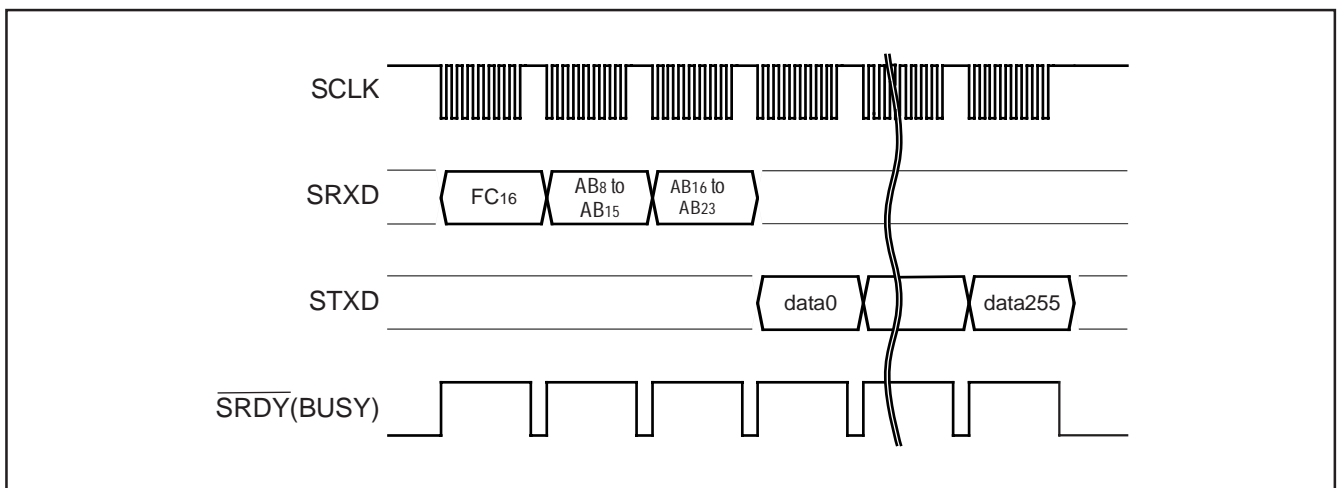 SCLK
SRXD
FC16
AB8 to
AB15
AB16 to
AB23
STXD
data0
data255
SRDY(BUSY)